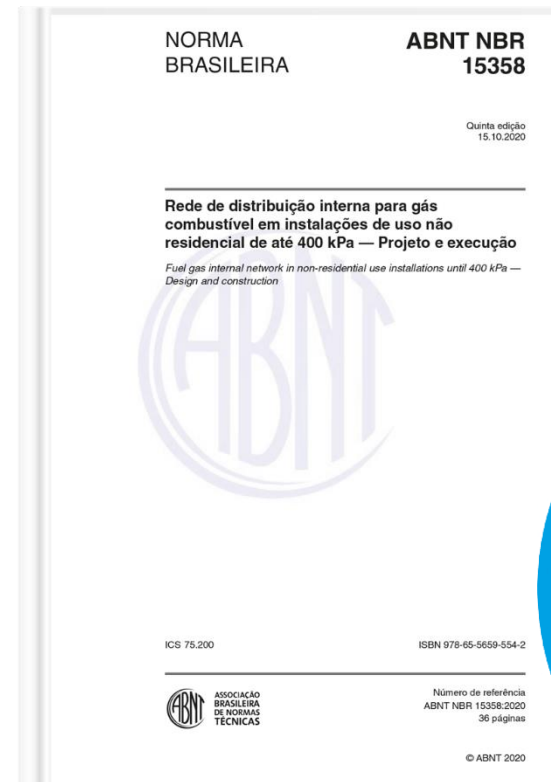 NORMA
BRASILEIRA
ABNT NBR
15358
Quinta edição
15.10.2020
Rede de distribuição interna para gás
combustível em instalações de uso não
residencial de até 400 kPa — Projeto e execução
Fuel gas internal network in non-residential use installations until 400 kPa —
Design and construction
ABNT
ICS 75.200
ISBN 978-65-5659-554-2
ABNT
ASSOCIAÇÃO
BRASILEIRA
DE NORMAS
TÉCNICAS
Número de referência
ABNT NBR 15358:2020
36 páginas
© ABNT 2020